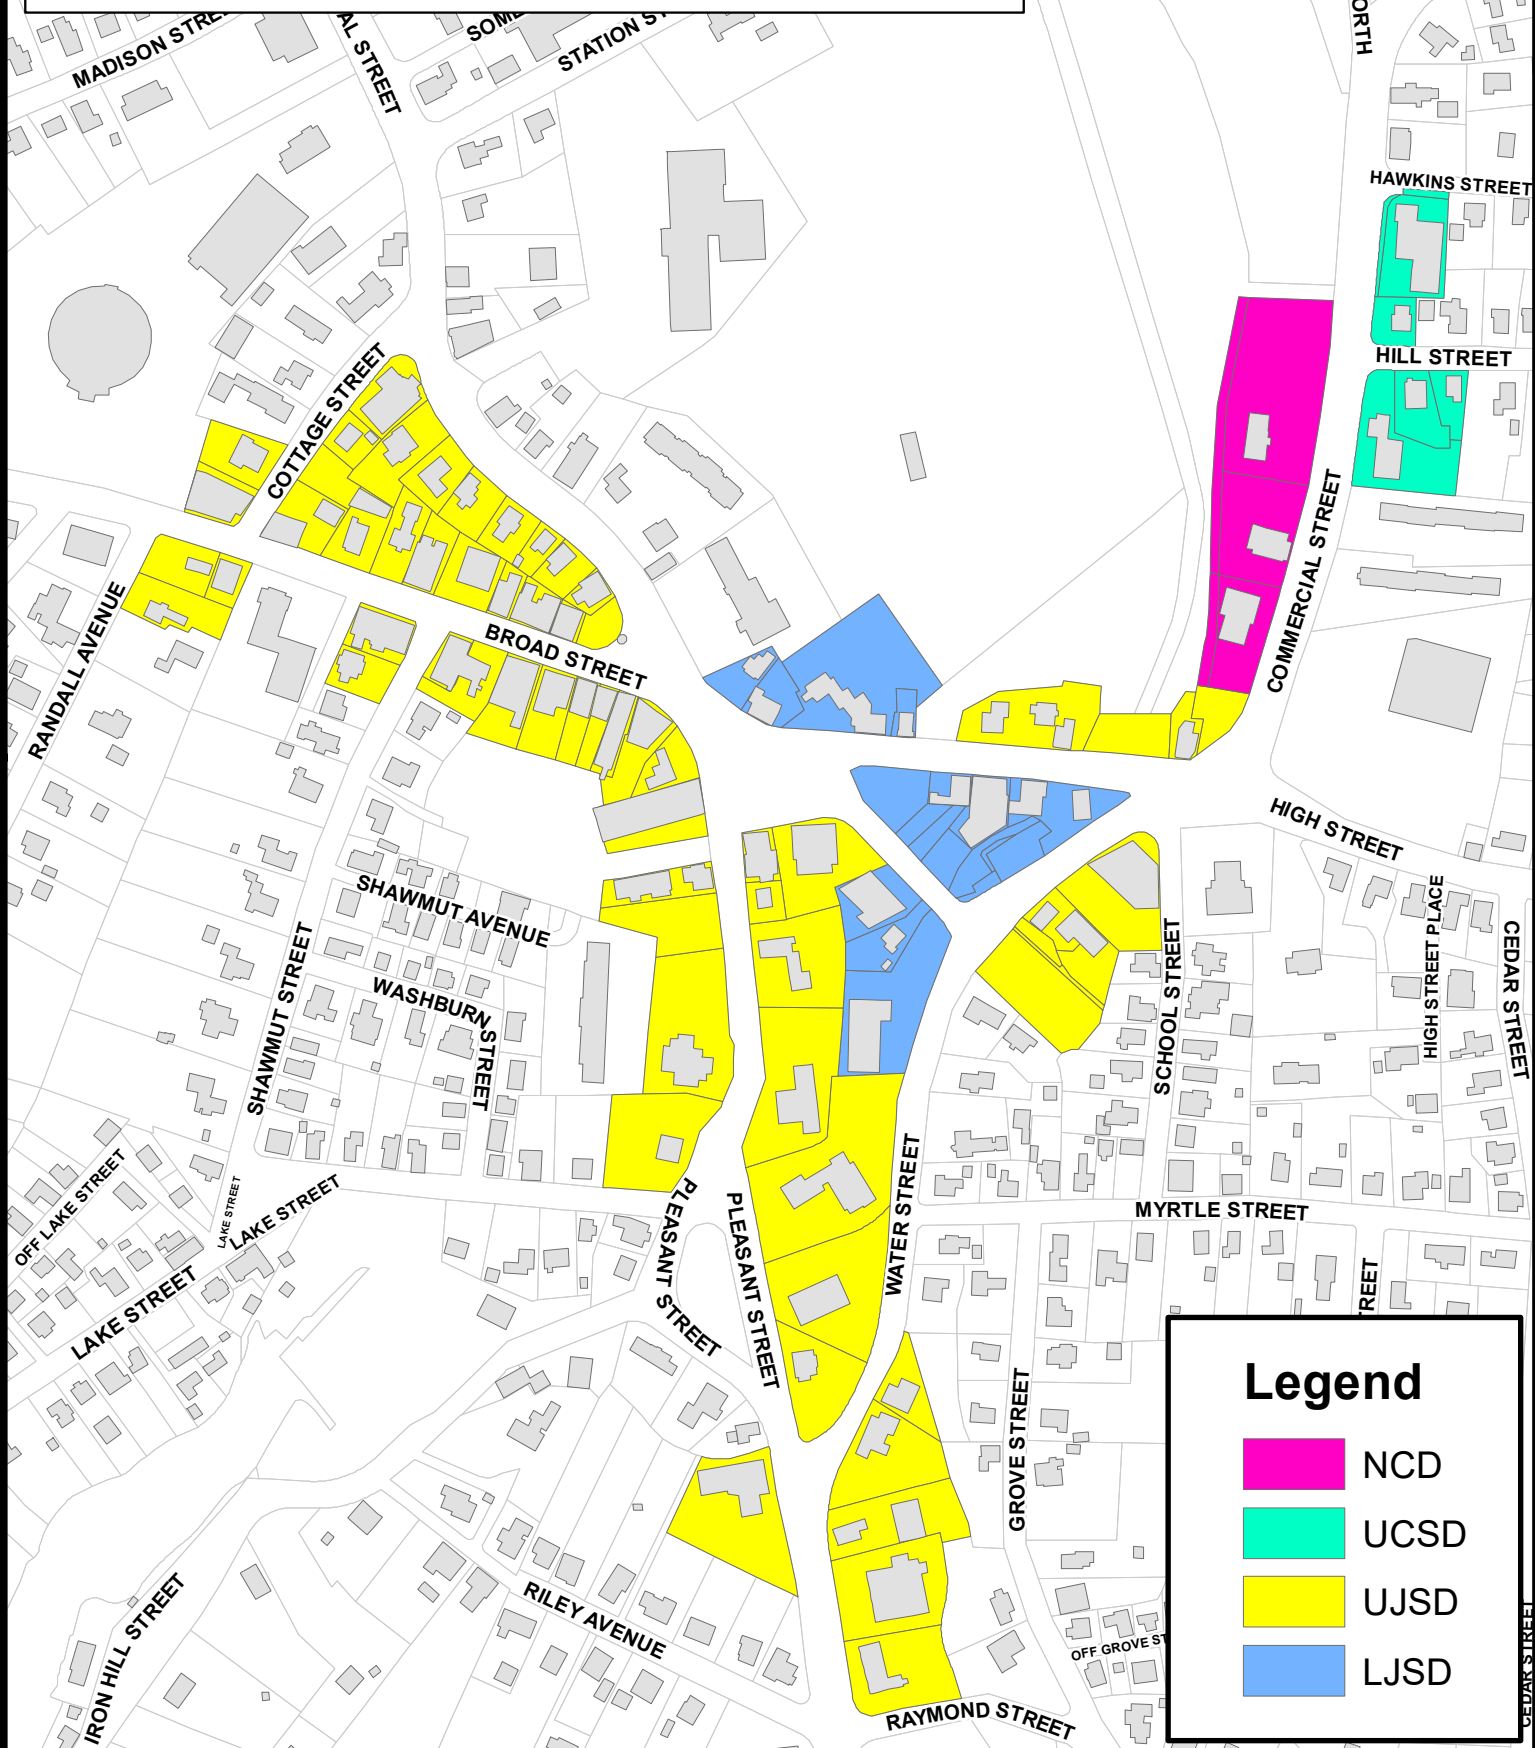 MADISON STRE
AL STREET
SOME
STATION S
ORTH
HAWKINS STREET
HILL STREET
COTTAGE STREET
COMMERCIAL STREET
BROAD STREET
RANDALL AVENUE
HIGH STREET
SHAWMUT AVENUE
HIGH STREET PLACE
CEDAR STREET
SCHOOL STREET
SHAWMUT STREET
WASHBURN
STREET
OFF LAKE STREET
LAKE STREET
LAKE STREET
LAKE STREET
PLEASANT STREET
PLEASANT STREET
WATER STREET
MYRTLE STREET
TREET
GROVE STREET
RILEY AVENUE
IRON HILL STREET
OFF GROVE ST
RAYMOND STREET
CEDAR STREET
Legend
NCD
UCSD
UJSD
LJSD